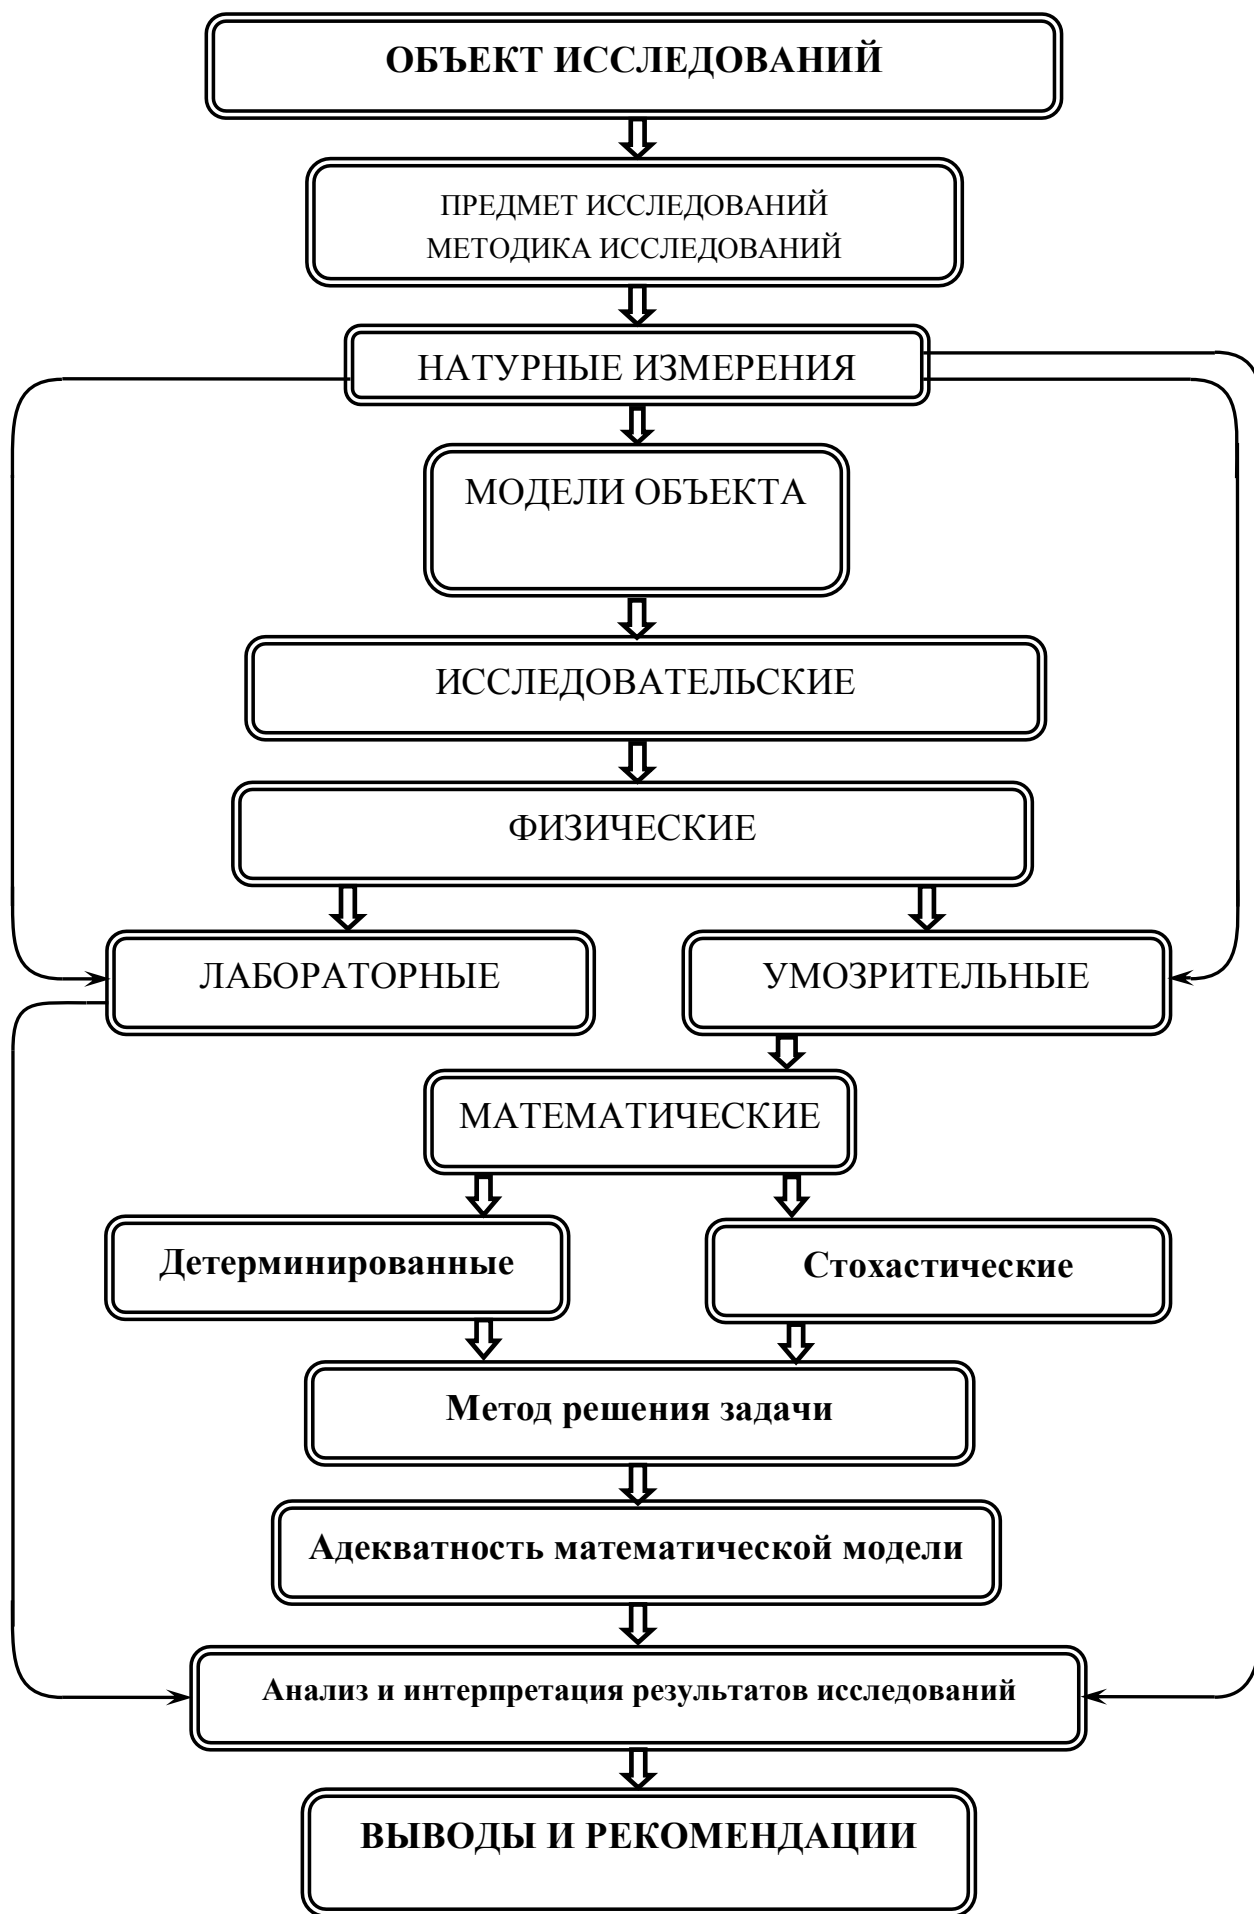 ОБЪЕКТ ИССЛЕДОВАНИЙ
ПРЕДМЕТ ИССЛЕДОВАНИЙ
МЕТОДИКА ИССЛЕДОВАНИЙ
НАТУРНЫЕ ИЗМЕРЕНИЯ
МОДЕЛИ ОБЪЕКТА
ИССЛЕДОВАТЕЛЬСКИЕ
ФИЗИЧЕСКИЕ
ЛАБОРАТОРНЫЕ
УМОЗРИТЕЛЬНЫЕ
МАТЕМАТИЧЕСКИЕ
Детерминированные
Стохастические
Метод решения задачи
Адекватность математической модели
Анализ и интерпретация результатов исследований
ВЫВОДЫ И РЕКОМЕНДАЦИИ